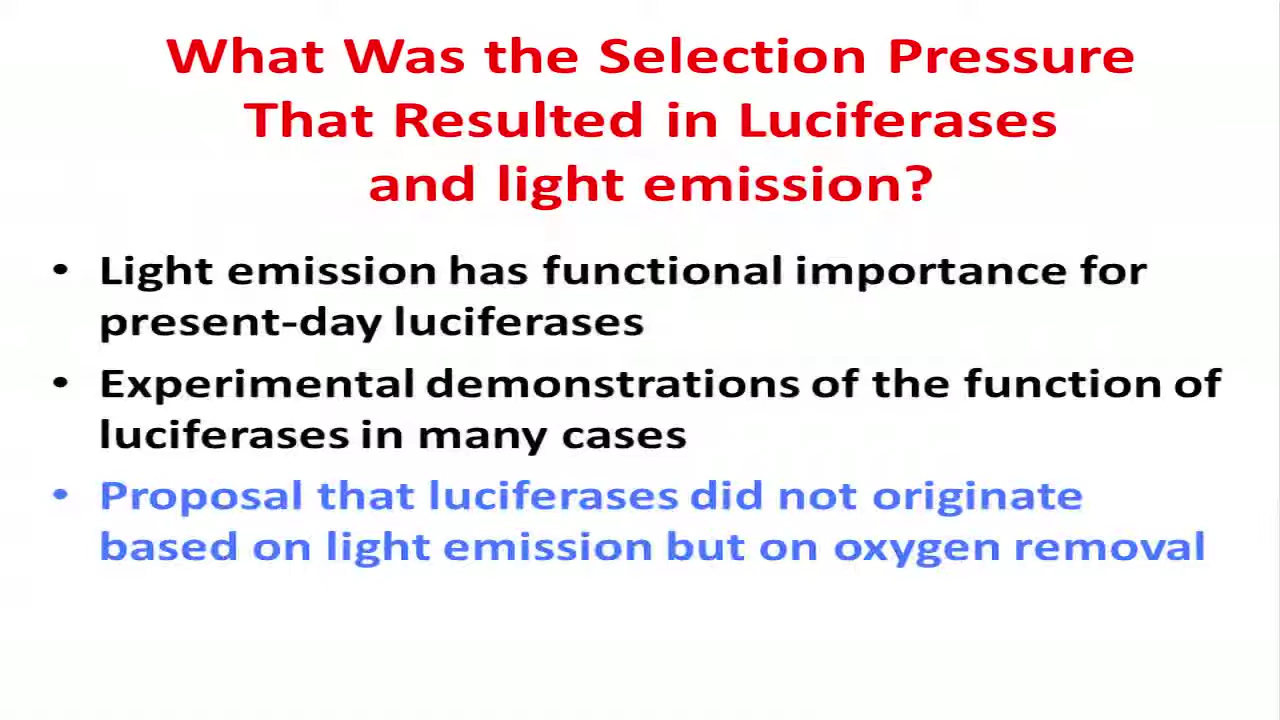 What Was the Selection Pressure
That Resulted in Luciferases
and light emission?
• Light emission has functional importance for
present-day luciferases
• Experimental demonstrations of the function of
luciferases in many cases
• Proposal that luciferases did not originate
based on light emission but on oxygen removal